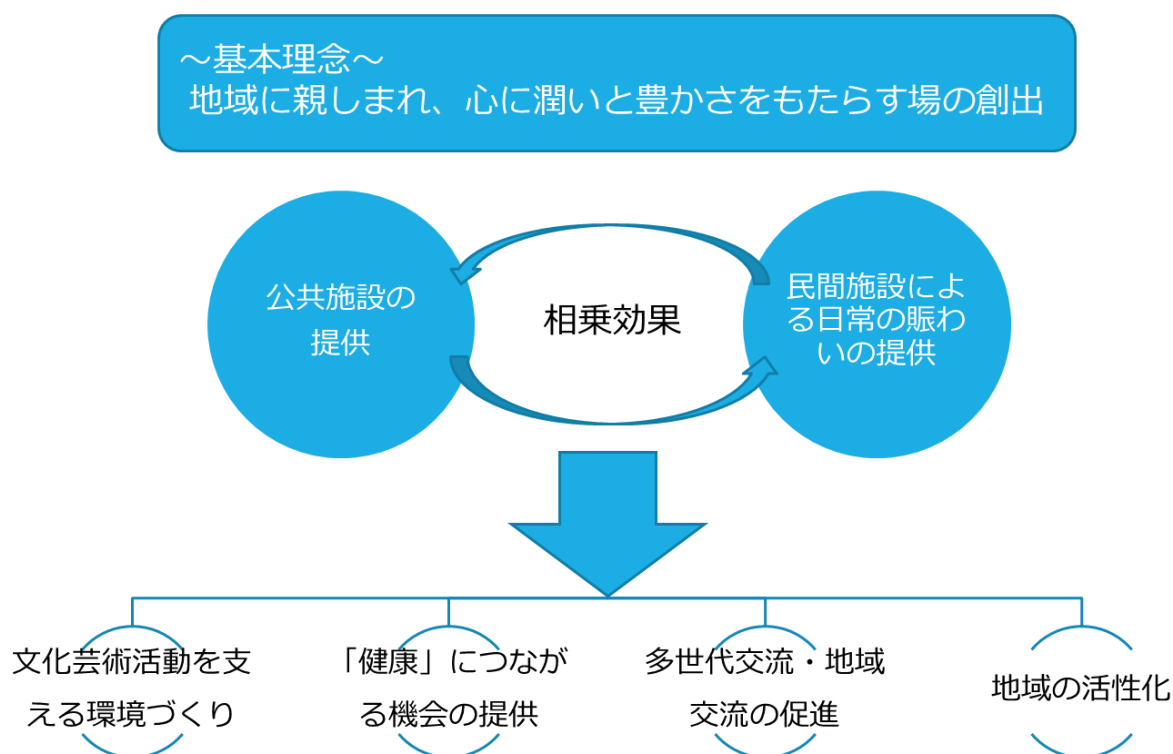 ～基本理念～
地域に親しまれ、心に潤いと豊かさをもたらす場の創出
公共施設の
提供
相乗効果
民間施設によ
る日常の賑わ
いの提供
文化芸術活動を支
える環境づくり
「健康」につなが
る機会の提供
多世代交流・地域
交流の促進
地域の活性化